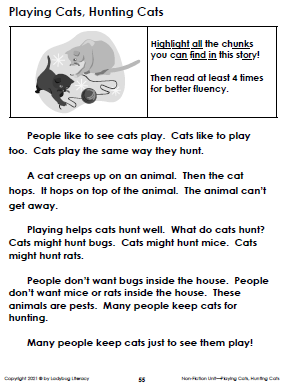 Playing Cats, Hunting Cats
Highlight all the chunks
you can find in this story!
Then read at least 4 times
for better fluency.
People like to see cats play. Cats like to play
too. Cats play the same way they hunt.
A cat creeps up on an animal. Then the cat
hops. It hops on top of the animal. The animal can't
get away.
Playing helps cats hunt well. What do cats hunt?
Cats might hunt bugs. Cats might hunt mice. Cats
might hunt rats.
People don't want bugs inside the house. People
don't want mice or rats inside the house. These
animals are pests. Many people keep cats for
hunting.
Many people keep cats just to see them play!
Copyright 2021 © by Ladybug Literacy 55 Non-Fiction Unit—Playing Cats, Hunting Cats